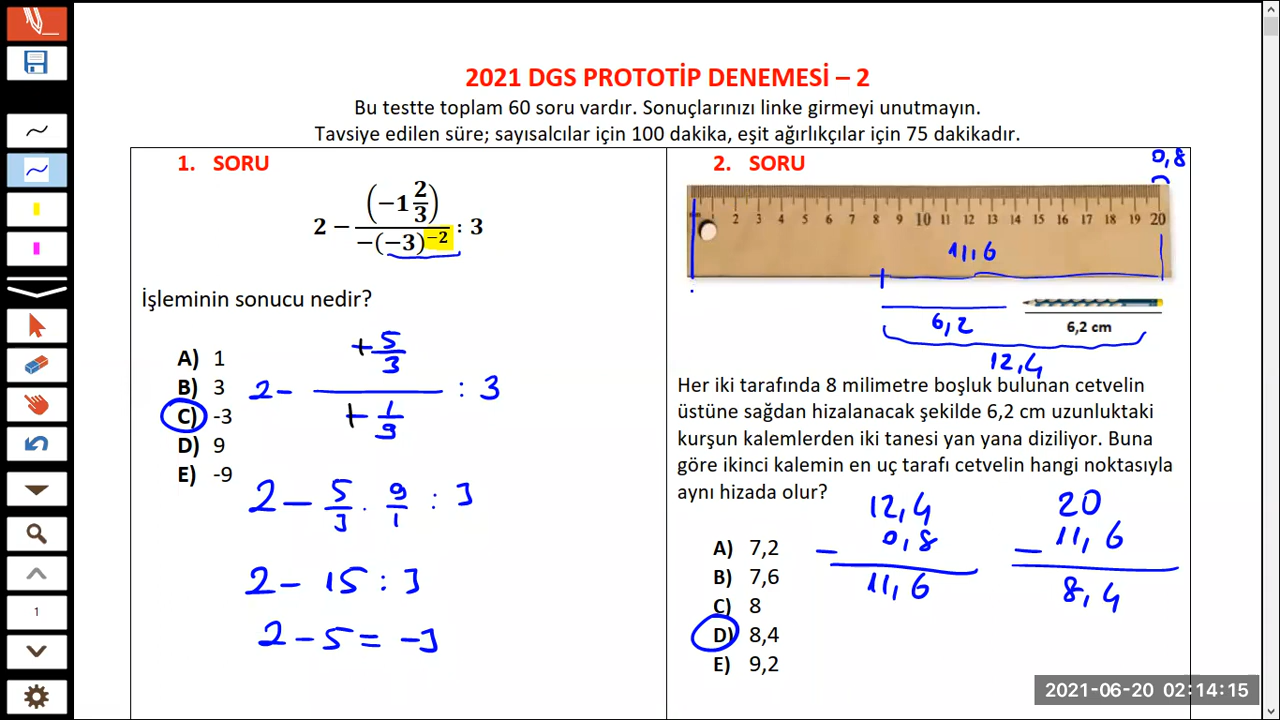 2021 DGS PROTOTİP DENEMESİ – 2
Bu testte toplam 60 soru vardır. Sonuçlarınızı linke girmeyi unutmayın.
Tavsiye edilen süre; sayısalcılar için 100 dakika, eşit ağırlıkçılar için 75 dakikadır.
1. SORU
2 − (−1 2/3) / −(−3)^−2 : 3
İşleminin sonucu nedir?
A) 1
B) 3
C) -3
D) 9
E) -9
2 - (+5/3) / (+1/9) : 3
2 - 5/3 . 9/1 : 3
2 - 15 : 3
2 - 5 = -3
2. SORU
0,8
1 2 3 4 5 6 7 8 9 10 11 12 13 14 15 16 17 18 19 20
11,6
6,2
6,2 cm
12,4
Her iki tarafında 8 milimetre boşluk bulunan cetvelin
üstüne sağdan hizalanacak şekilde 6,2 cm uzunluktaki
kurşun kalemlerden iki tanesi yan yana diziliyor. Buna
göre ikinci kalemin en uç tarafı cetvelin hangi noktasıyla
aynı hizada olur?
A) 7,2
B) 7,6
C) 8
D) 8,4
E) 9,2
12,4
- 0,8
11,6
20
- 11,6
8,4
1
2021-06-20 02:14:15